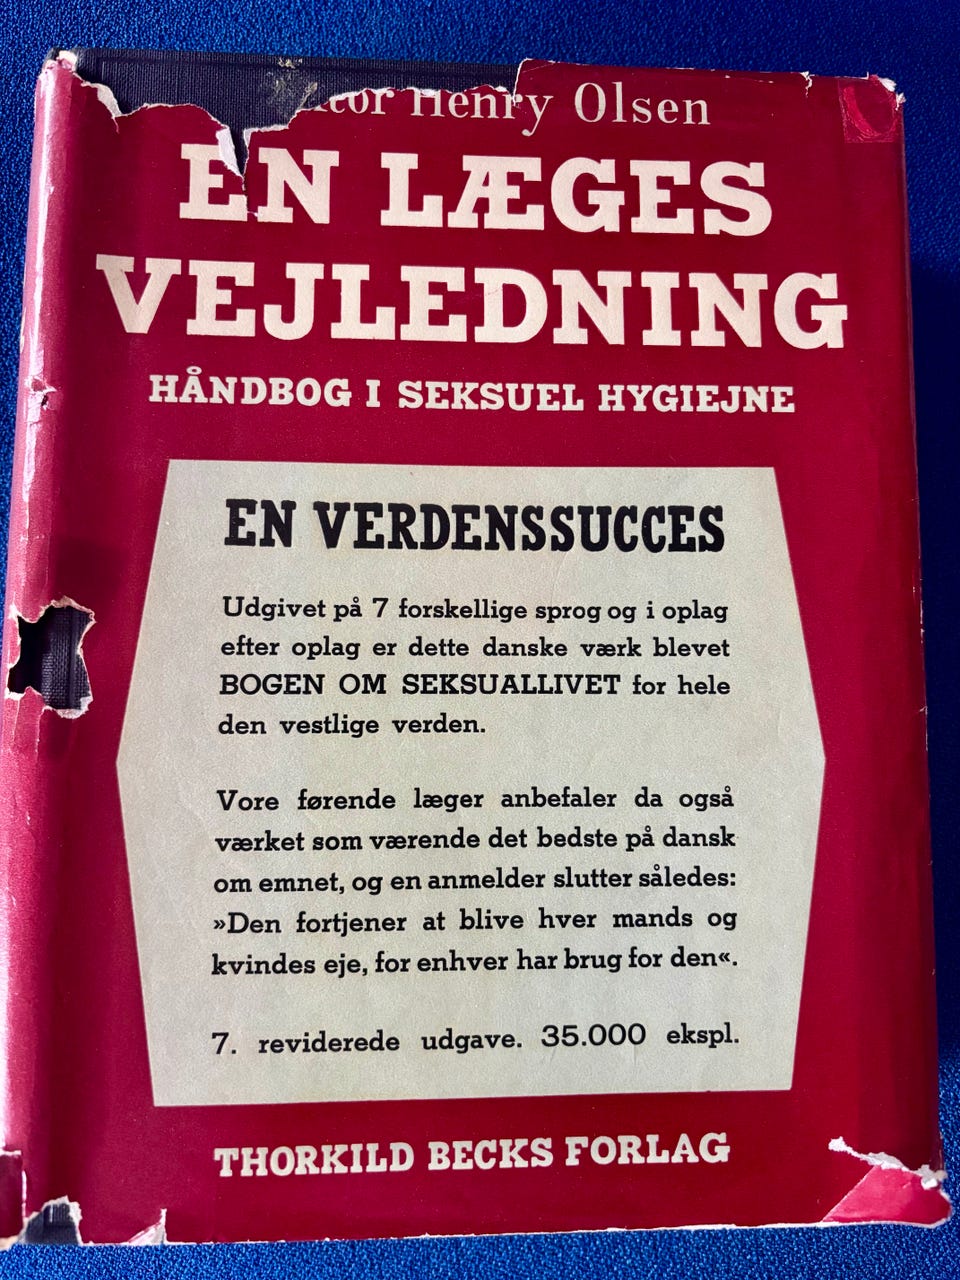 Henry Olsen
EN LÆGES
VEJLEDNING
HÅNDBOG I SEKSUEL HYGIEJNE
EN VERDENSSUCCES
Udgivet på 7 forskellige sprog og i oplag
efter oplag er dette danske værk blevet
BOGEN OM SEKSUALLIVET for hele
den vestlige verden.
Vore førende læger anbefaler da også
værket som værende det bedste på dansk
om emnet, og en anmelder slutter således:
»Den fortjener at blive hver mands og
kvindes eje, for enhver har brug for den«.
7. reviderede udgave. 35.000 ekspl.
THORKILD BECKS FORLAG